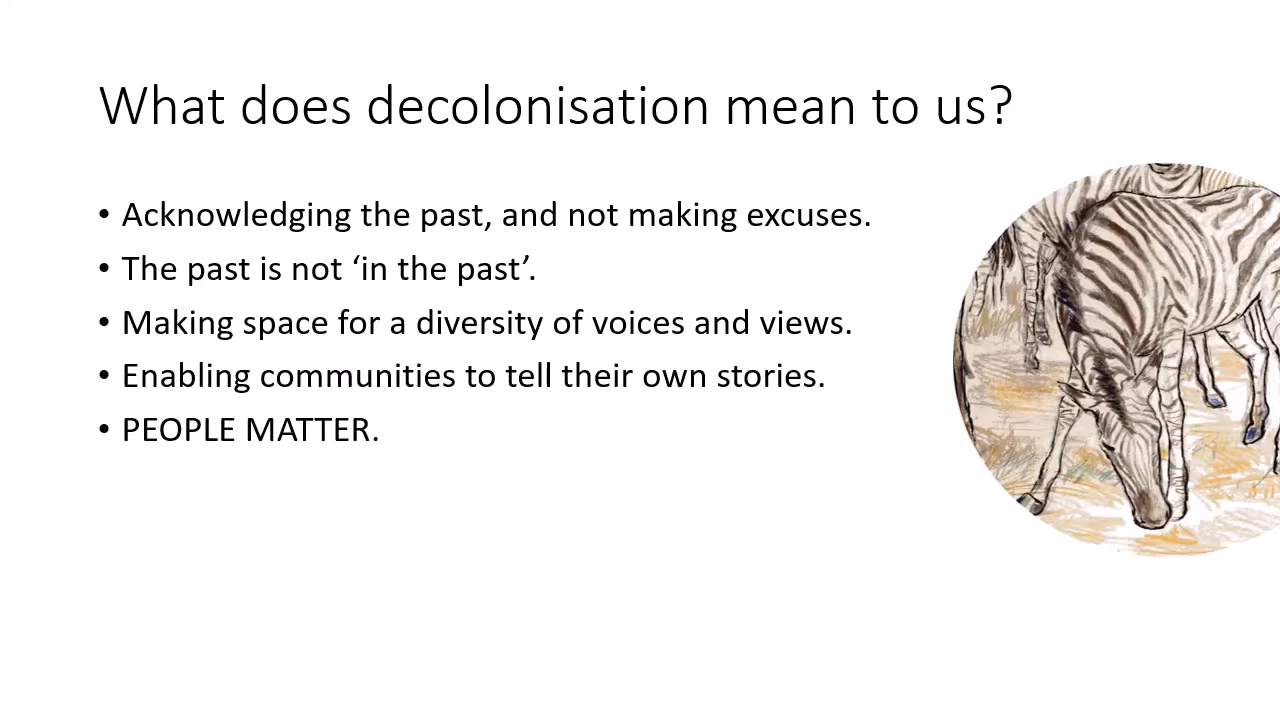 What does decolonisation mean to us?
• Acknowledging the past, and not making excuses.
• The past is not ‘in the past’.
• Making space for a diversity of voices and views.
• Enabling communities to tell their own stories.
• PEOPLE MATTER.